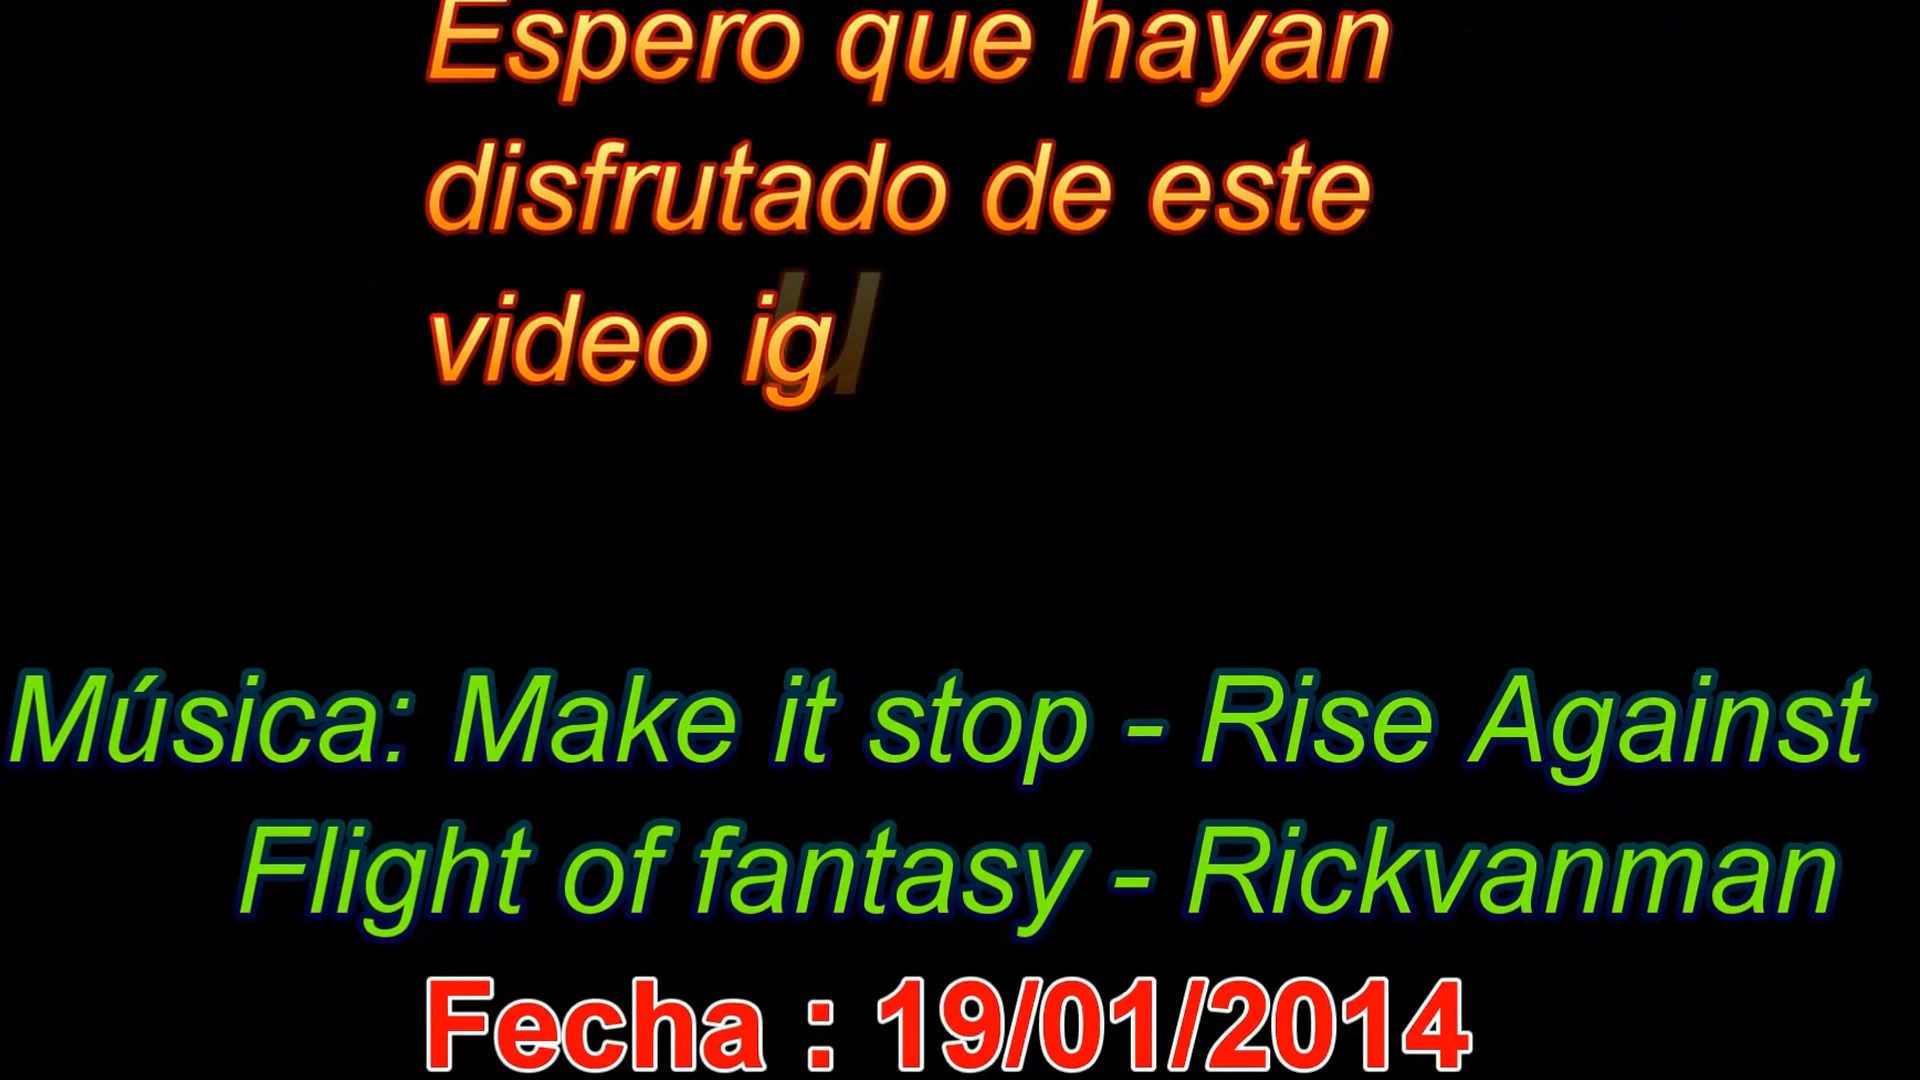 Espero que hayan
disfrutado de este
video igu
Música: Make it stop - Rise Against
Flight of fantasy - Rickvanman
Fecha : 19/01/2014